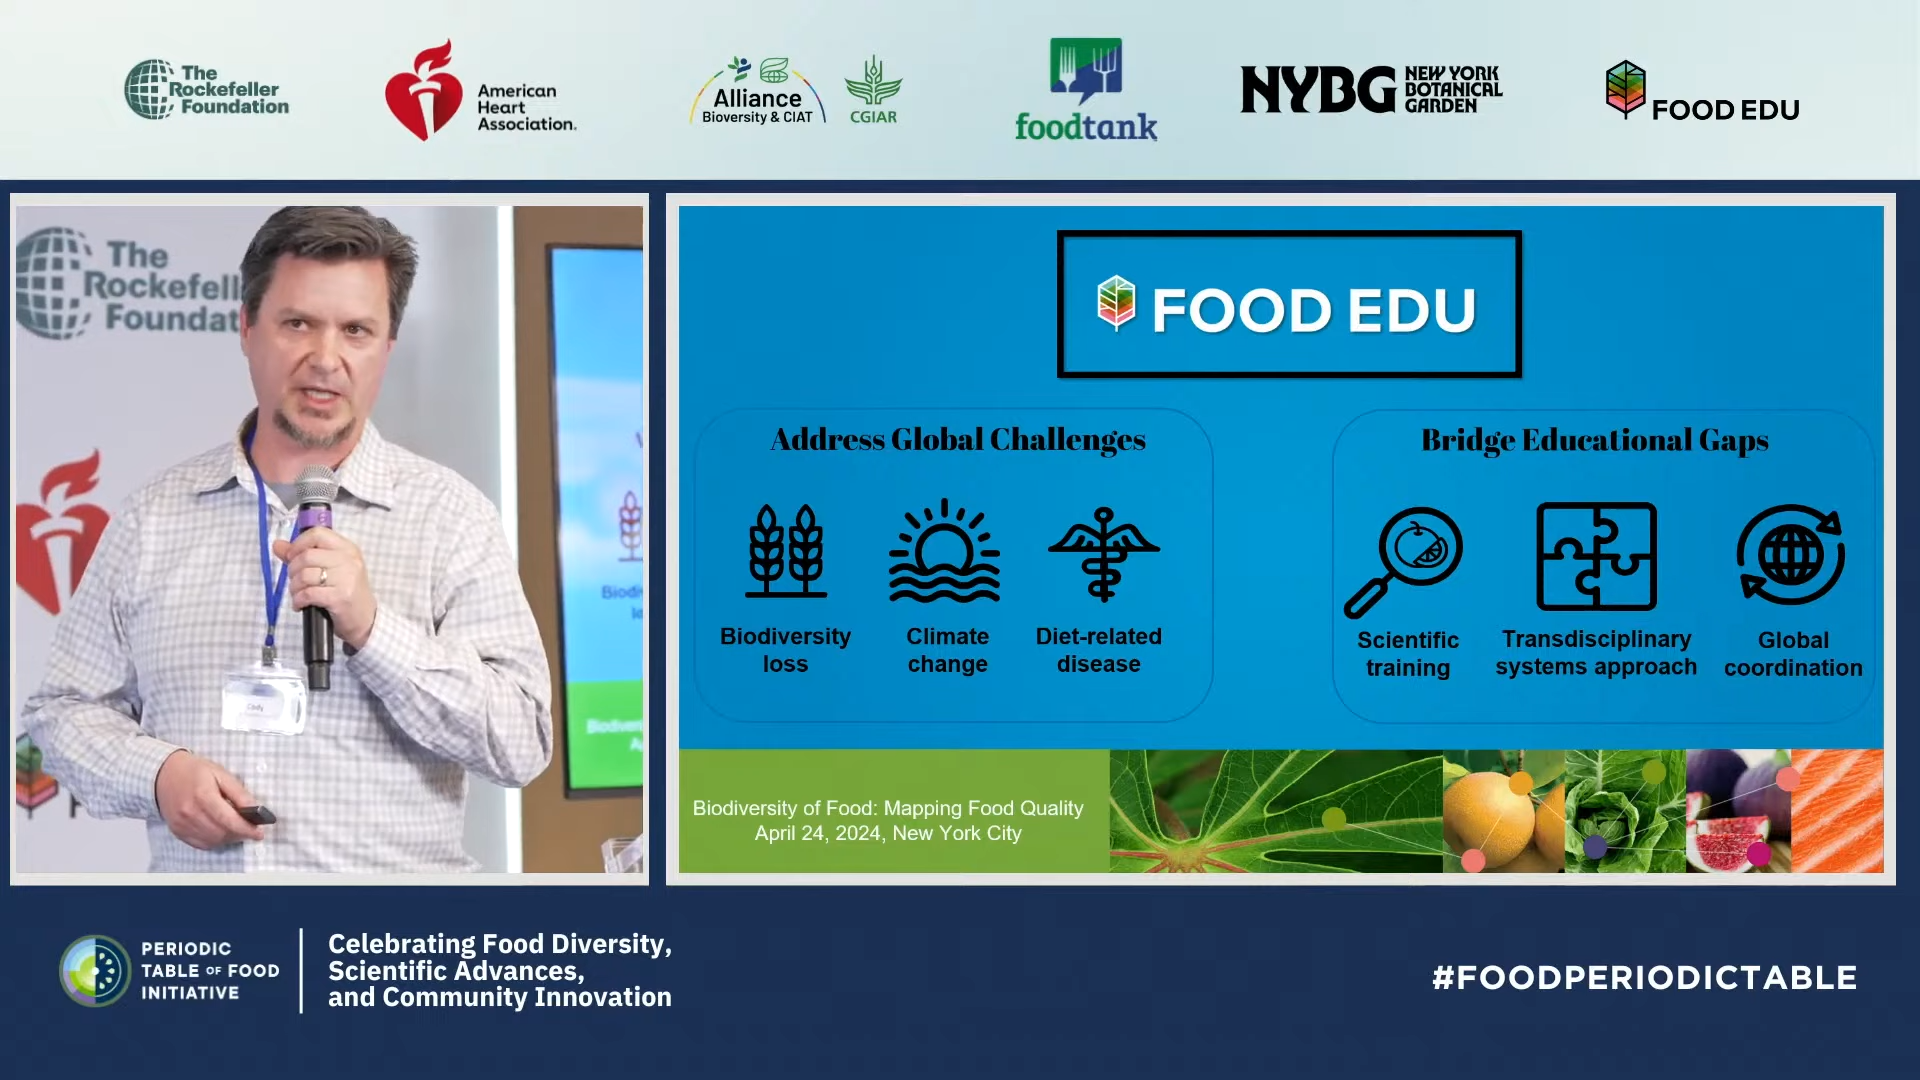 The
Rockefeller
Foundation
American
Heart
Association.
Alliance
Bioversity & CIAT
CGIAR
foodtank
NYBG
NEW YORK
BOTANICAL
GARDEN
FOOD EDU
The
Rockefell
Foundat
FOOD EDU
Address Global Challenges
Biodiversity
loss
Climate
change
Diet-related
disease
Bridge Educational Gaps
Scientific
training
Transdisciplinary
systems approach
Global
coordination
Biodiversity of Food: Mapping Food Quality
April 24, 2024, New York City
PERIODIC
TABLE OF FOOD
INITIATIVE
Celebrating Food Diversity,
Scientific Advances,
and Community Innovation
#FOODPERIODICTABLE